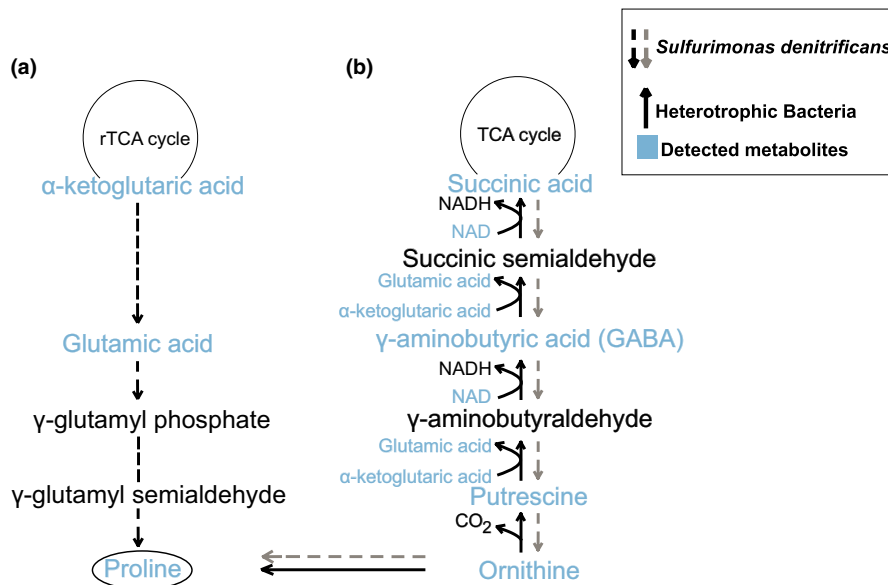 (a)
rTCA cycle
α-ketoglutaric acid
Glutamic acid
γ-glutamyl phosphate
γ-glutamyl semialdehyde
Proline
(b)
TCA cycle
Succinic acid
NADH
NAD
Succinic semialdehyde
Glutamic acid
α-ketoglutaric acid
γ-aminobutyric acid (GABA)
NADH
NAD
γ-aminobutyraldehyde
Glutamic acid
α-ketoglutaric acid
Putrescine
CO2
Ornithine
Sulfurimonas denitrificans
Heterotrophic Bacteria
Detected metabolites